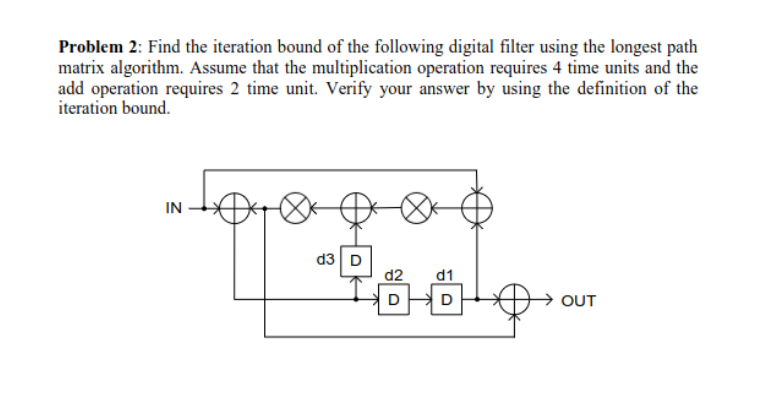 Problem 2: Find the iteration bound of the following digital filter using the longest path
matrix algorithm. Assume that the multiplication operation requires 4 time units and the
add operation requires 2 time unit. Verify your answer by using the definition of the
iteration bound.
IN
d3 D
d2 d1
D D OUT